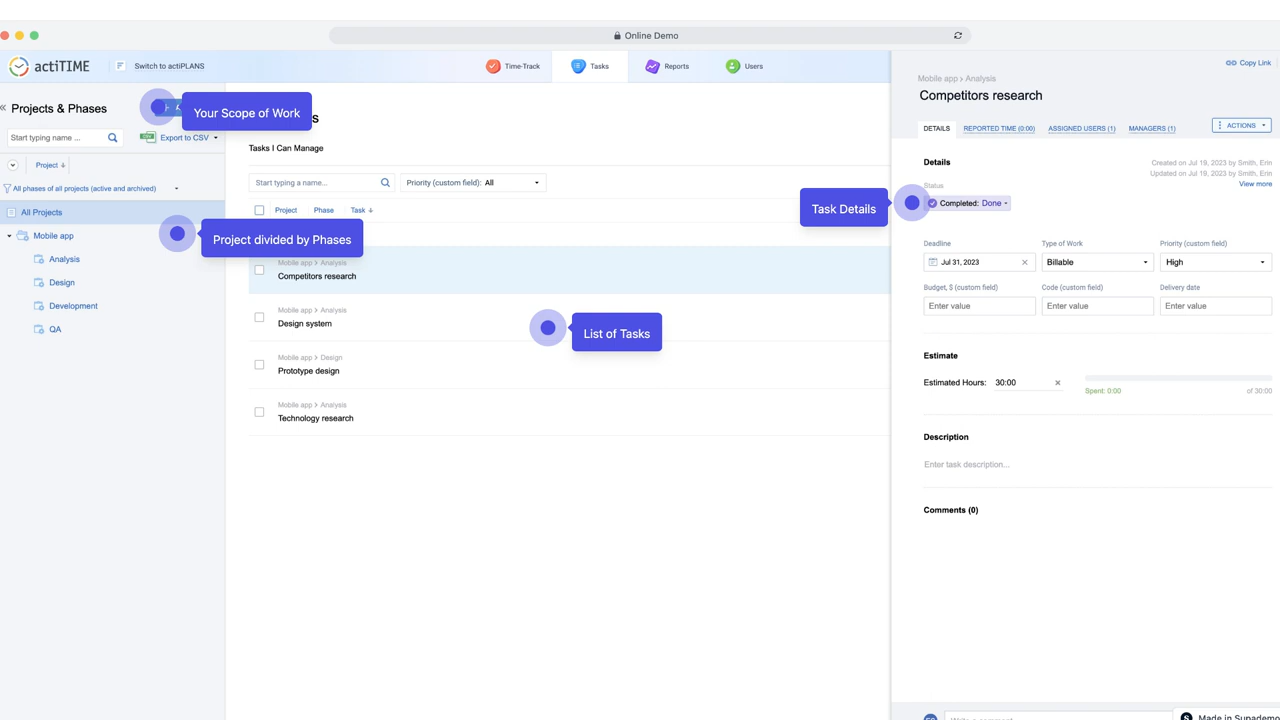 Online Demo
actiTIME
Switch to actiPLANS
Time-Track
Tasks
Reports
Users
Copy Link
Projects & Phases
Your Scope of Work
Start typing name ...
CSV
Export to CSV
Project
All phases of all projects (active and archived)
All Projects
Mobile app
Project divided by Phases
Analysis
Design
Development
QA
Tasks I Can Manage
Start typing a name...
Priority (custom field): All
Project Phase Task
Mobile app > Analysis
Competitors research
Mobile app > Analysis
Design system
List of Tasks
Mobile app > Design
Prototype design
Mobile app > Analysis
Technology research
Mobile app > Analysis
Competitors research
DETAILS REPORTED TIME (0:00) ASSIGNED USERS (1) MANAGERS (1) ACTIONS
Details
Created on Jul 19, 2023 by Smith, Erin
Updated on Jul 19, 2023 by Smith, Erin
View more
Status
Task Details
Completed: Done
Deadline Type of Work Priority (custom field)
Jul 31, 2023 Billable High
Budget, $ (custom field) Code (custom field) Delivery date
Enter value Enter value Enter value
Estimate
Estimated Hours: 30:00
Spent: 0:00 of 30:00
Description
Enter task description...
Comments (0)
Write a comment
Made in Supademo